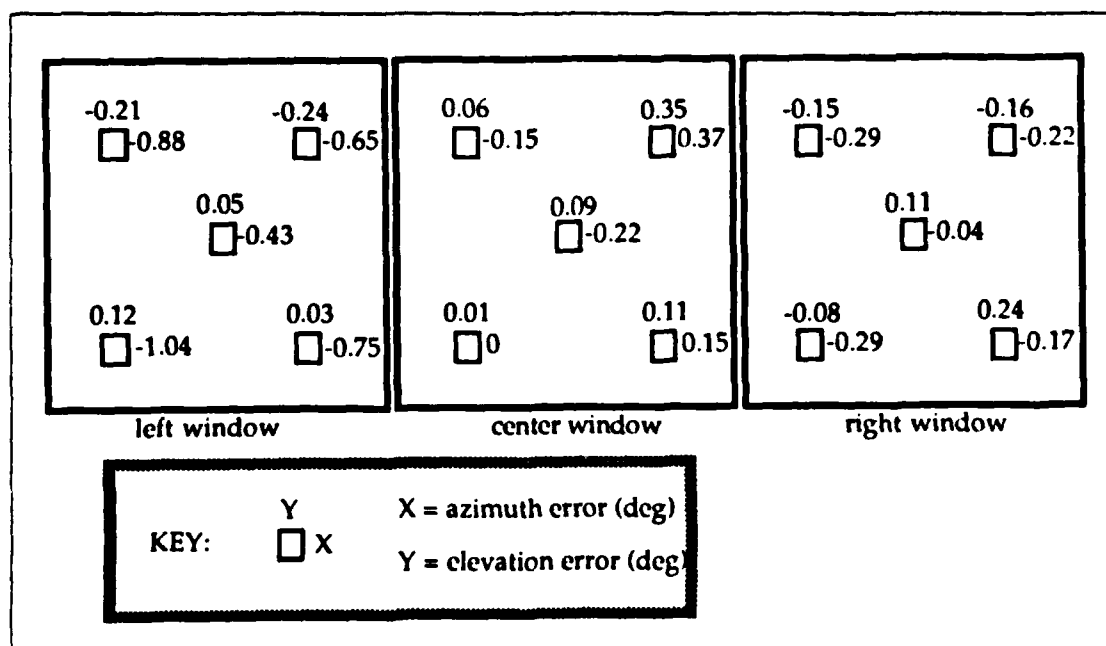 -0.21 -0.24 0.06 0.35 -0.15 -0.16
-0.88 -0.65 -0.15 0.37 -0.29 -0.22
0.05 0.09 0.11
-0.43 -0.22 -0.04
0.12 0.03 0.01 0.11 -0.08 0.24
-1.04 -0.75 0 0.15 -0.29 -0.17
left window center window right window
Y X = azimuth error (deg)
KEY: X
Y = elevation error (deg)